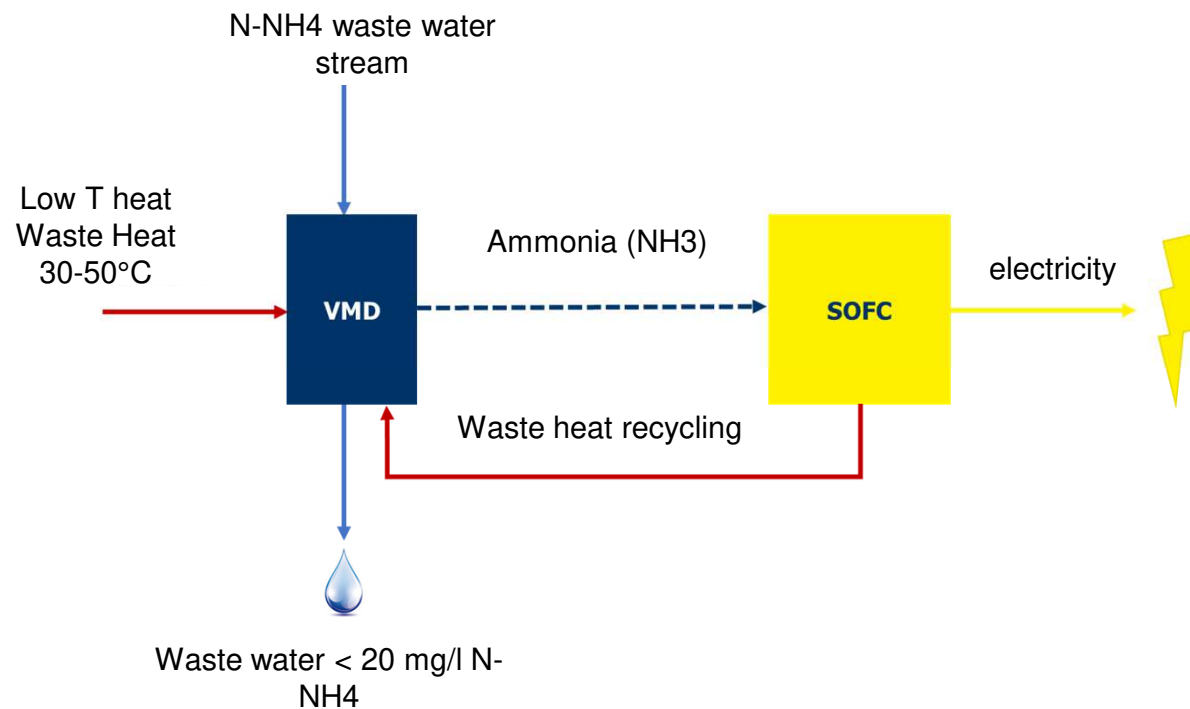 N-NH4 waste water
stream
Low T heat
Waste Heat
30-50°C
VMD
Ammonia (NH3)
SOFC
electricity
Waste heat recycling
Waste water < 20 mg/l N-
NH4